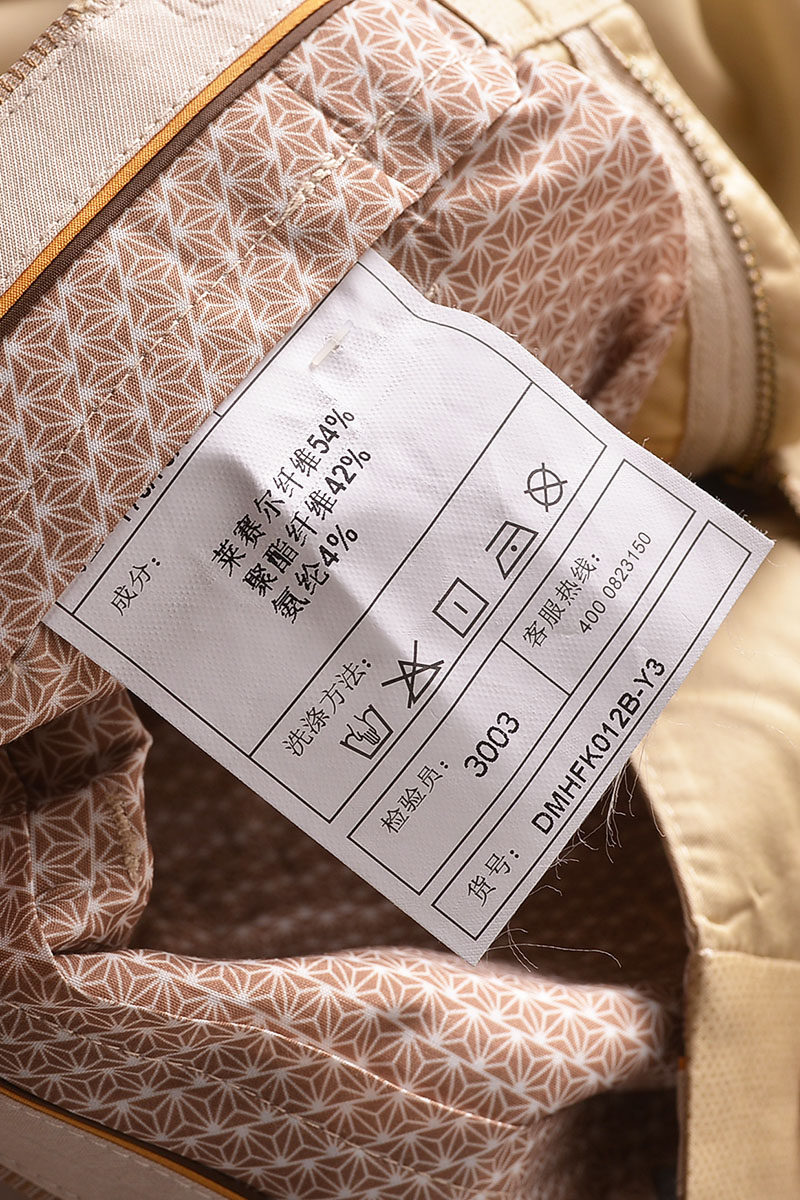 成分:
莱赛尔纤维54%
聚酯纤维42%
氨纶4%
洗涤方法:
检验员: 3003
客服热线:
400 0823150
货号: DMHFK012B-Y3